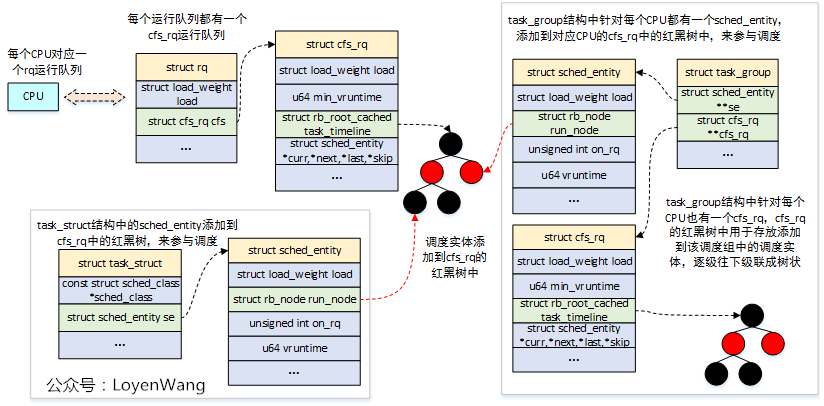 每个CPU对应一
个rq运行队列
CPU
每个运行队列都有一个
cfs_rq运行队列
struct rq
struct load_weight
load
struct cfs_rq cfs
...
struct cfs_rq
struct load_weight load
u64 min_vruntime
struct rb_root_cached
task_timeline
struct sched_entity
*curr,*next,*last,*skip
...
调度实体添
加到cfs_rq的
红黑树中
task_struct结构中的sched_entity添加到
cfs_rq中的红黑树，来参与调度
struct task_struct
const struct sched_class
*sched_class
struct sched_entity se
...
struct sched_entity
struct load_weight load
struct rb_node run_node
unsigned int on_rq
u64 vruntime
...
公众号：LoyenWang
task_group结构中针对每个CPU都有一个sched_entity，
添加到对应CPU的cfs_rq中的红黑树中，来参与调度
struct sched_entity
struct load_weight load
struct rb_node
run_node
unsigned int on_rq
u64 vruntime
...
struct task_group
struct sched_entity
**se
struct cfs_rq
**cfs_rq
...
task_group结构中针对每个
CPU也有一个cfs_rq，cfs_rq
的红黑树中用于存放添加
到该调度组中的调度实
体，逐级往下级联成树状
struct cfs_rq
struct load_weight load
u64 min_vruntime
struct rb_root_cached
task_timeline
struct sched_entity
*curr,*next,*last,*skip
...